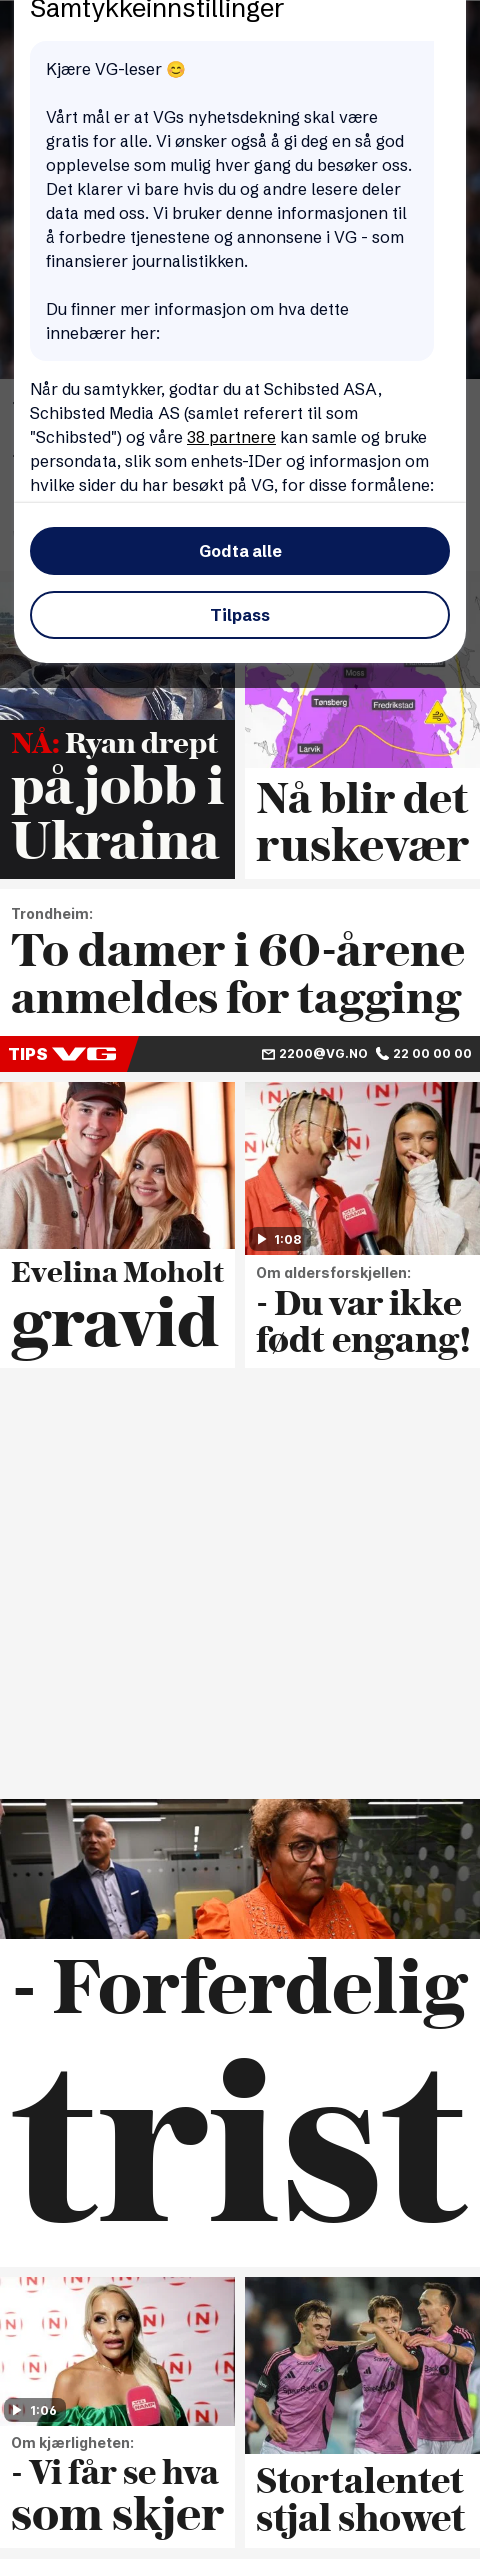 Samtykkeinnstillinger
Kjære VG-leser 😊
Vårt mål er at VGs nyhetsdekning skal være
gratis for alle. Vi ønsker også å gi deg en så god
opplevelse som mulig hver gang du besøker oss.
Det klarer vi bare hvis du og andre lesere deler
data med oss. Vi bruker denne informasjonen til
å forbedre tjenestene og annonsene i VG - som
finansierer journalistikken.
Du finner mer informasjon om hva dette
innebærer her:
Når du samtykker, godtar du at Schibsted ASA,
Schibsted Media AS (samlet referert til som
"Schibsted") og våre 38 partnere kan samle og bruke
persondata, slik som enhets-IDer og informasjon om
hvilke sider du har besøkt på VG, for disse formålene:
Godta alle
Tilpass
Moss
Tønsberg
Fredrikstad
Larvik
NÅ: Ryan drept
på jobb i
Ukraina
Nå blir det
ruskevær
Trondheim:
To damer i 60-årene
anmeldes for tagging
TIPS VG 2200@VG.NO 22 00 00 00
1:08
Evelina Moholt
gravid
Om aldersforskjellen:
- Du var ikke
født engang!
- Forferdelig
trist
1:06
Om kjærligheten:
- Vi får se hva
som skjer
Stortalentet
stjal showet